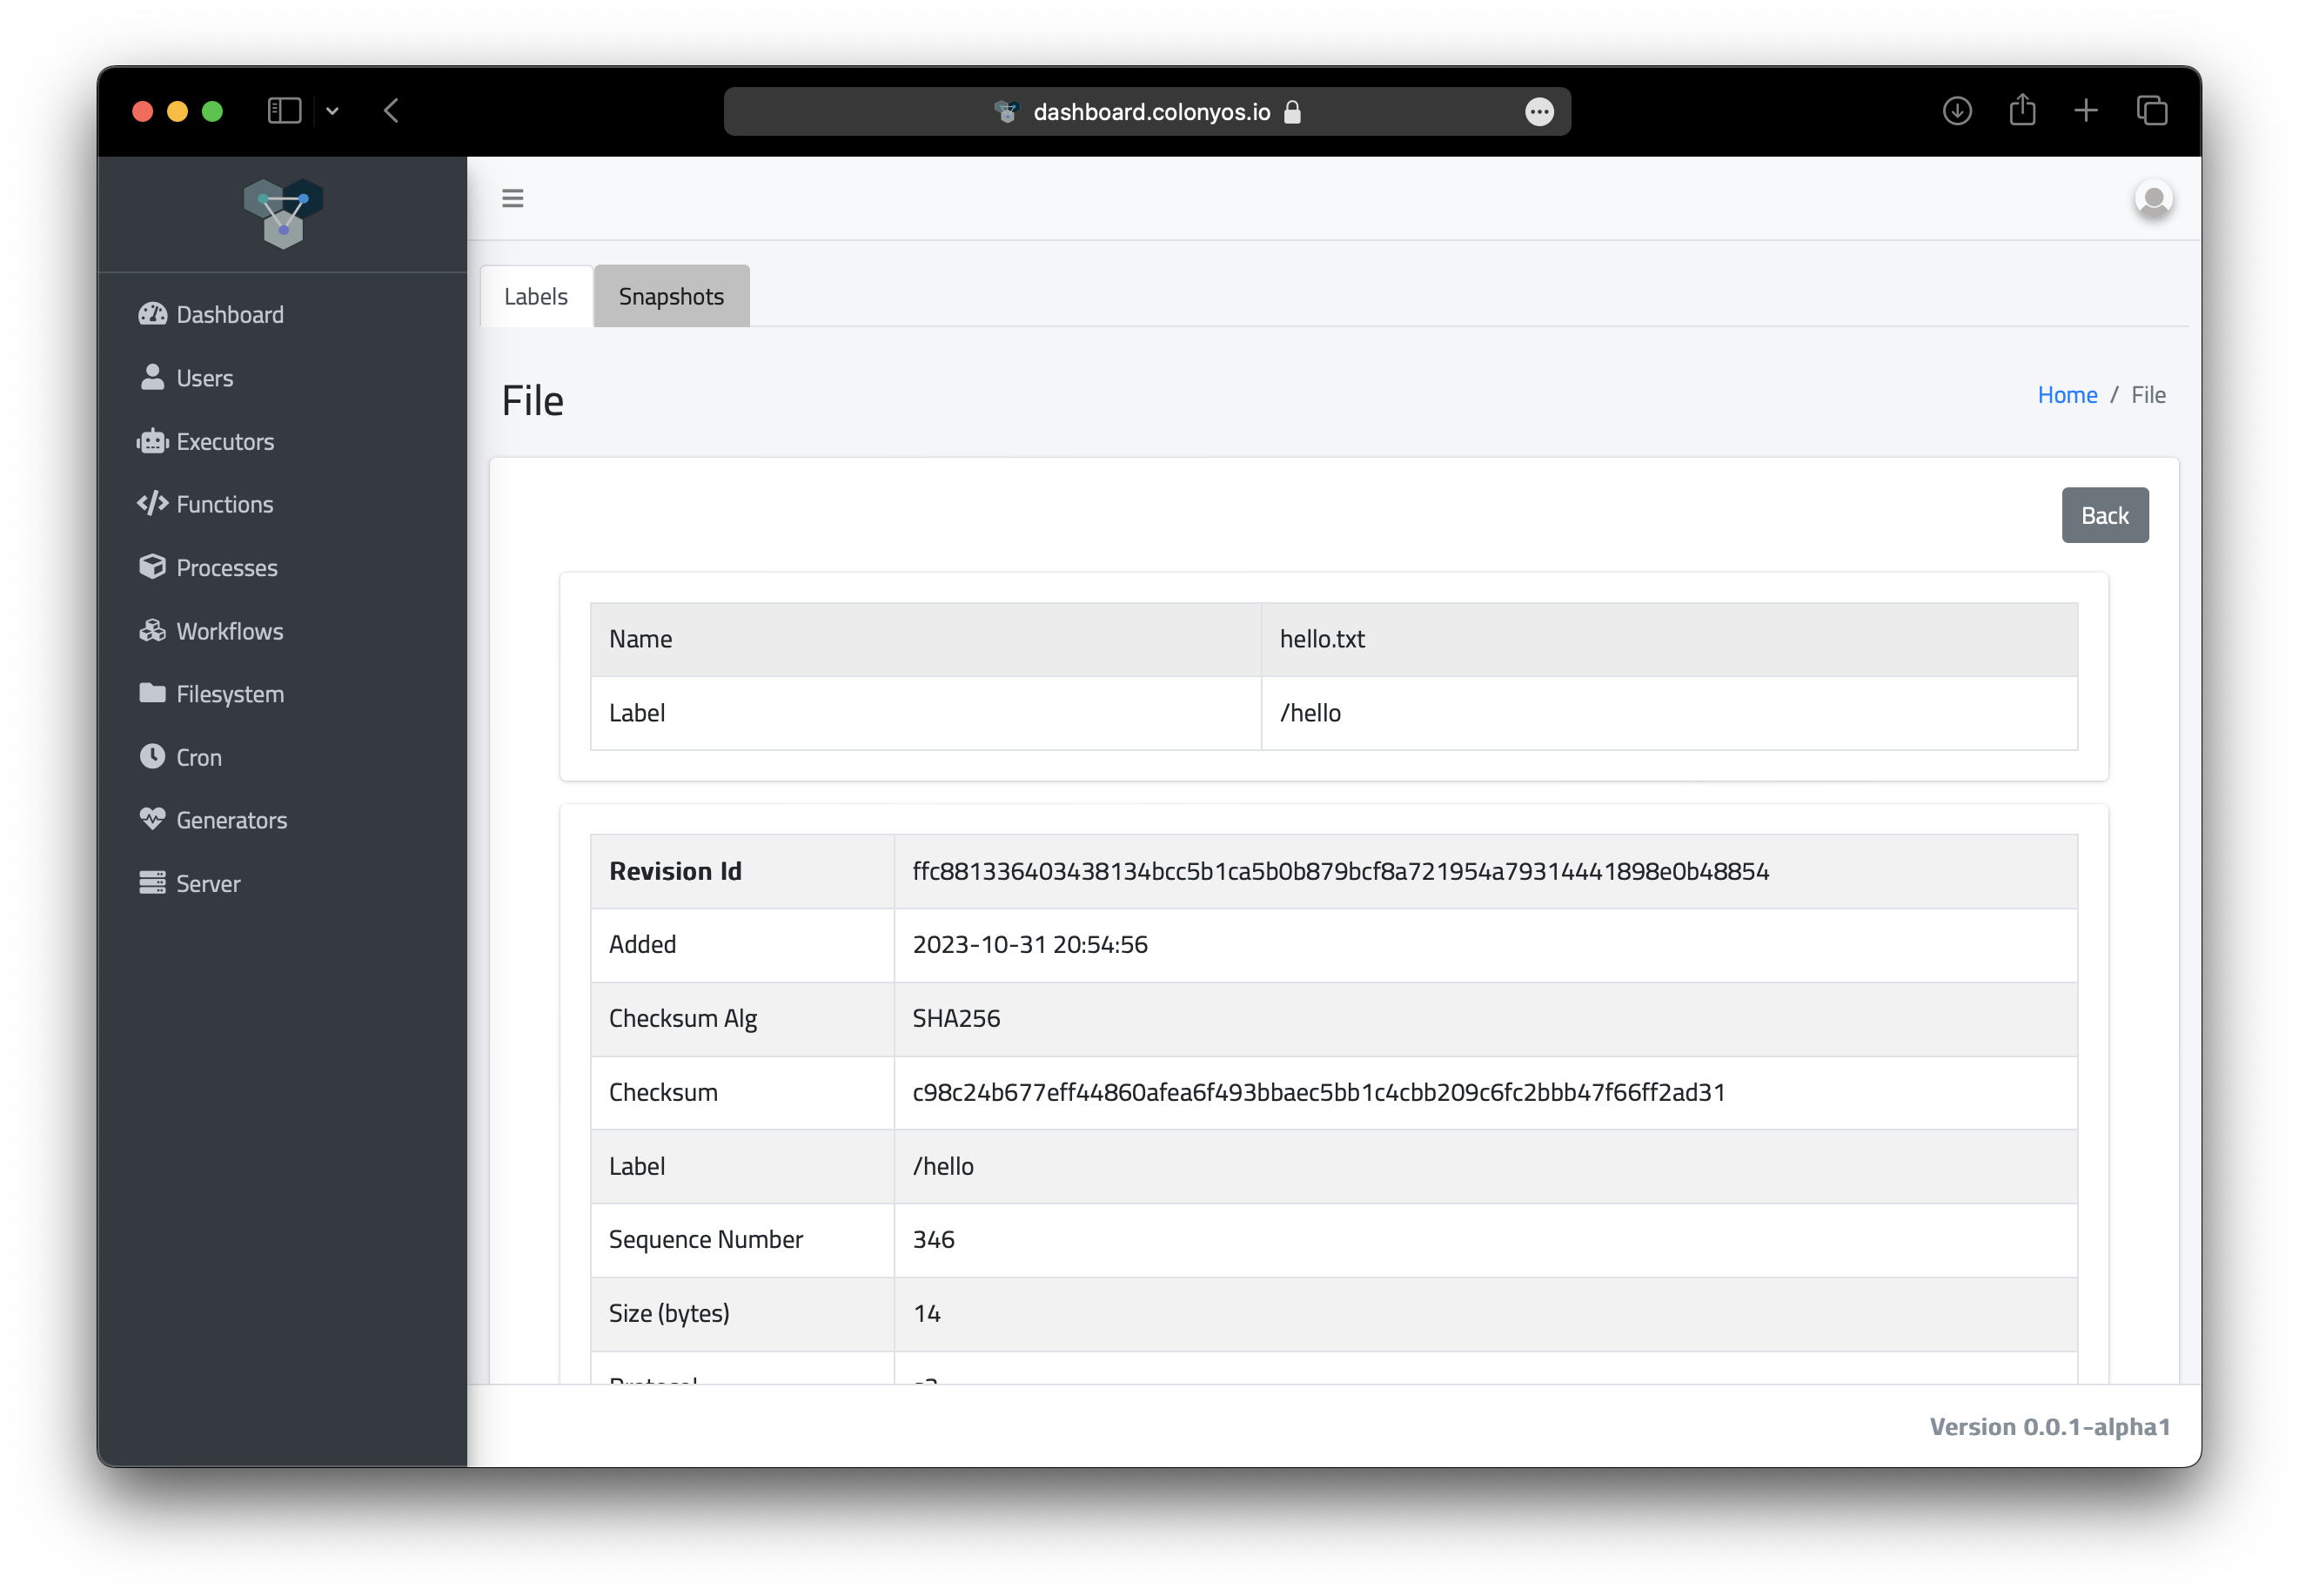 dashboard.colonyos.io
Dashboard
Users
Executors
Functions
Processes
Workflows
Filesystem
Cron
Generators
Server
Labels Snapshots
File
Home / File
Back
Name hello.txt
Label /hello
Revision Id ffc881336403438134bcc5b1ca5b0b879bcf8a721954a79314441898e0b48854
Added 2023-10-31 20:54:56
Checksum Alg SHA256
Checksum c98c24b677eff44860afea6f493bbaec5bb1c4cbb209c6fc2bbb47f66ff2ad31
Label /hello
Sequence Number 346
Size (bytes) 14
Version 0.0.1-alpha1